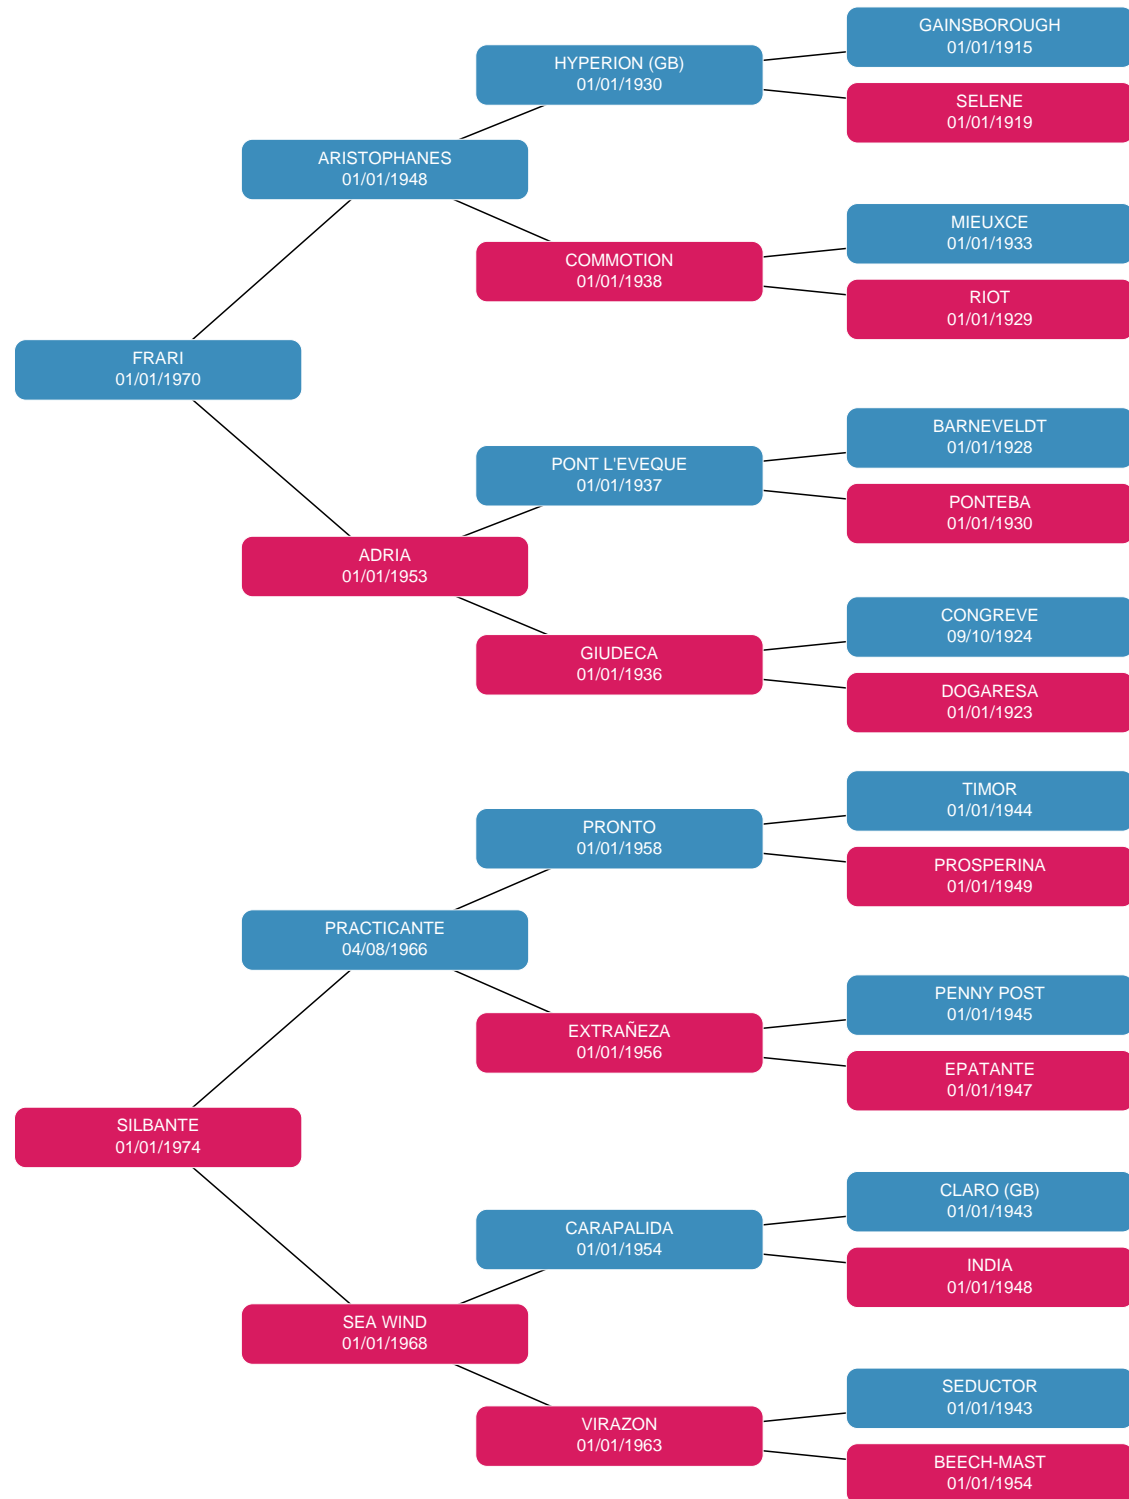 GAINSBOROUGH
01/01/1915
HYPERION (GB)
01/01/1930
SELENE
01/01/1919
ARISTOPHANES
01/01/1948
MIEUXCE
01/01/1933
COMMOTION
01/01/1938
RIOT
01/01/1929
FRARI
01/01/1970
BARNEVELDT
01/01/1928
PONT L'EVEQUE
01/01/1937
PONTEBA
01/01/1930
ADRIA
01/01/1953
CONGREVE
09/10/1924
GIUDECA
01/01/1936
DOGARESA
01/01/1923
TIMOR
01/01/1944
PRONTO
01/01/1958
PROSPERINA
01/01/1949
PRACTICANTE
04/08/1966
PENNY POST
01/01/1945
EXTRAÑEZA
01/01/1956
EPATANTE
01/01/1947
SILBANTE
01/01/1974
CLARO (GB)
01/01/1943
CARAPALIDA
01/01/1954
INDIA
01/01/1948
SEA WIND
01/01/1968
SEDUCTOR
01/01/1943
VIRAZON
01/01/1963
BEECH-MAST
01/01/1954